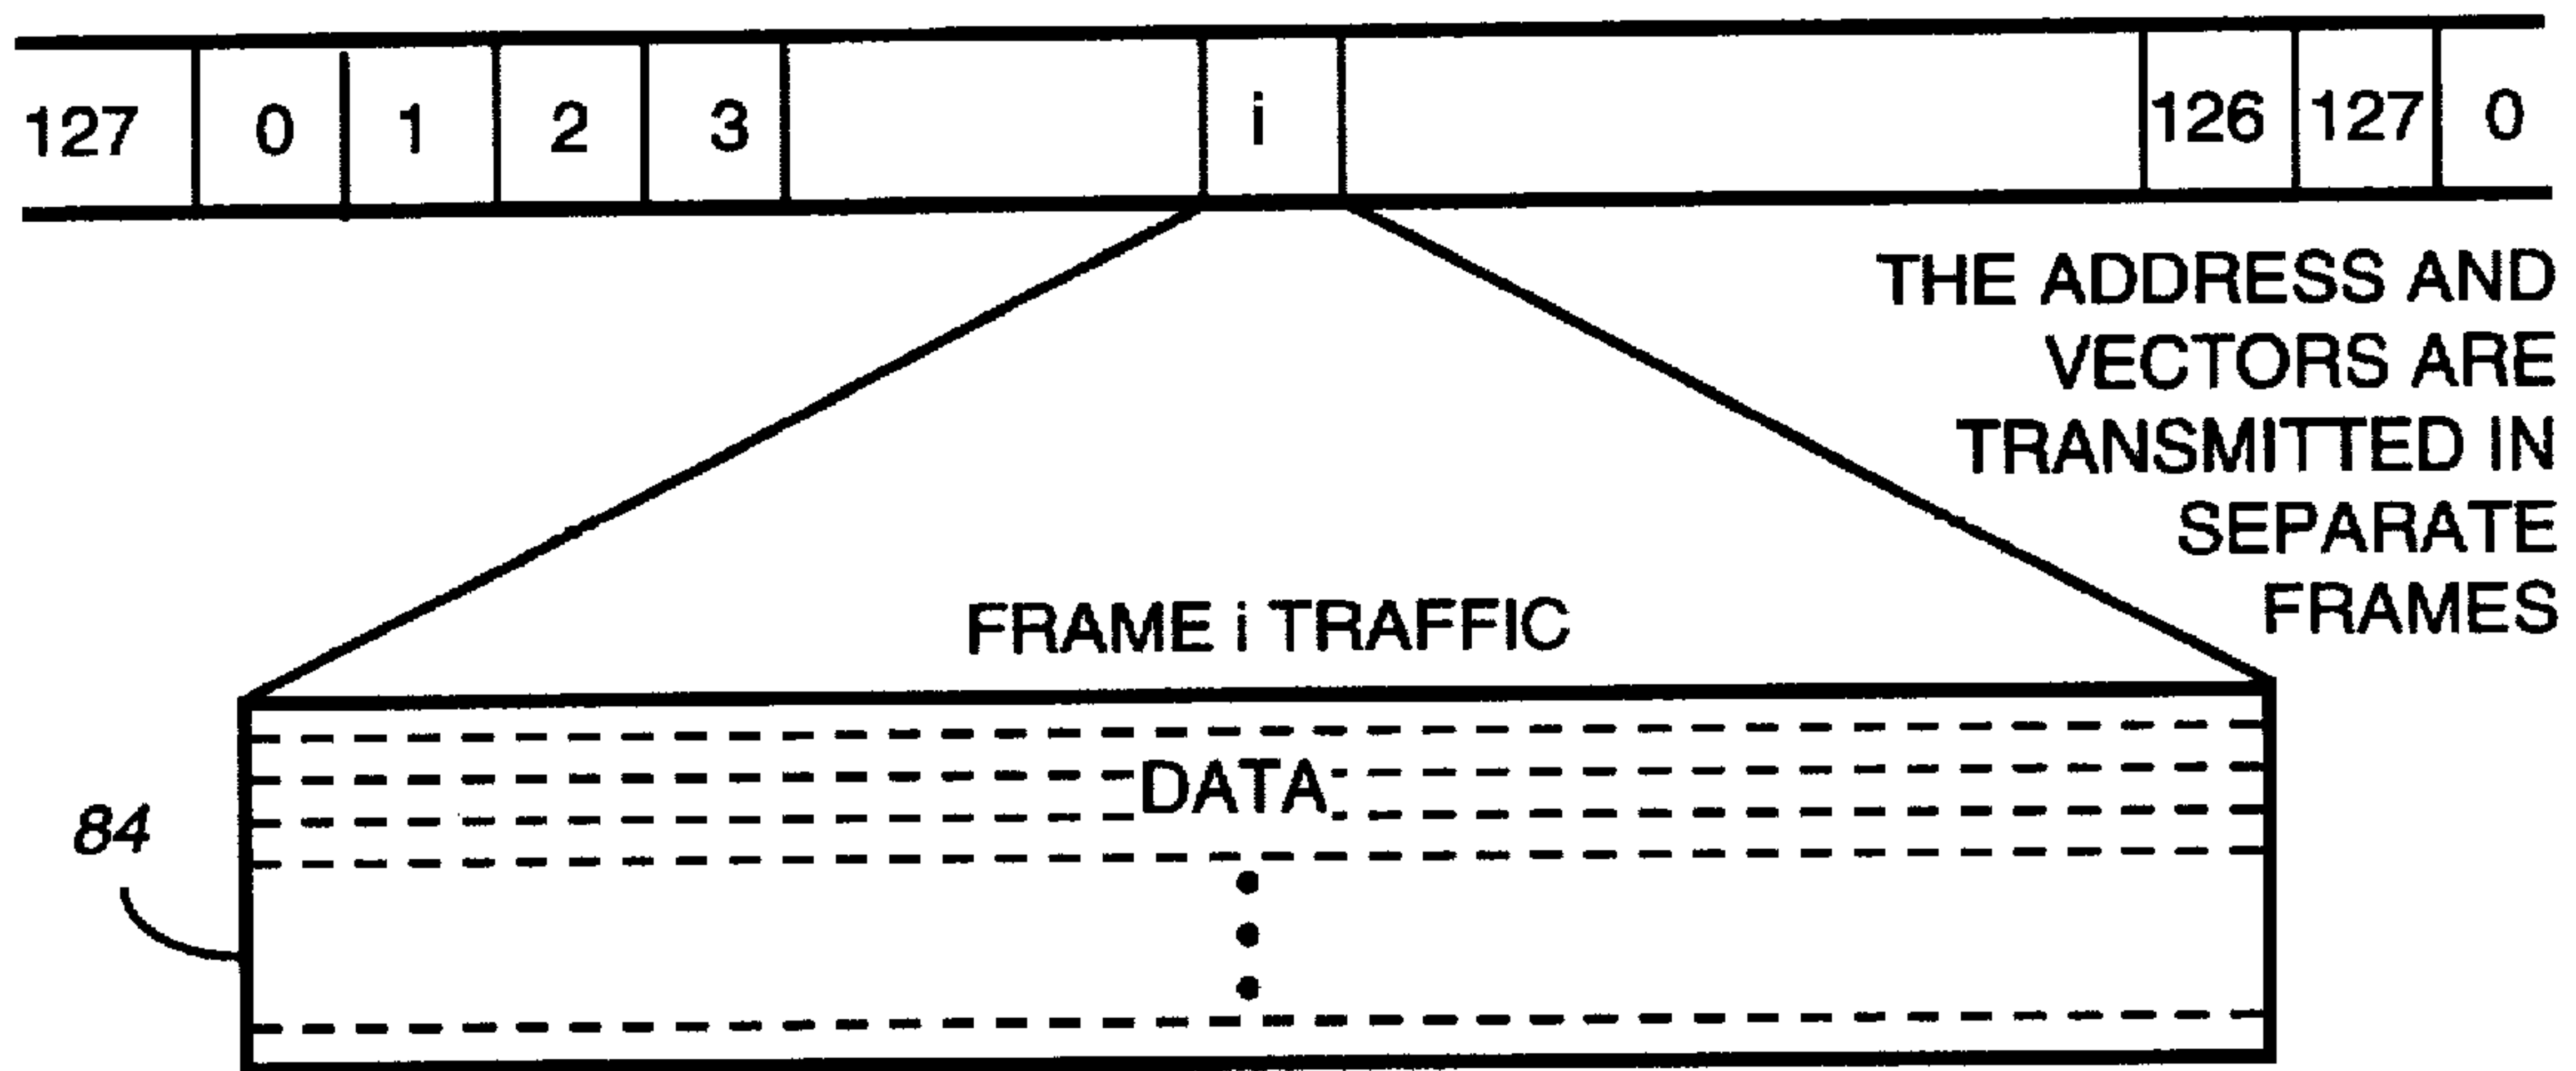 127 0 1 2 3 i 126 127 0
THE ADDRESS AND
VECTORS ARE
TRANSMITTED IN
SEPARATE
FRAMES
FRAME i TRAFFIC
DATA
84